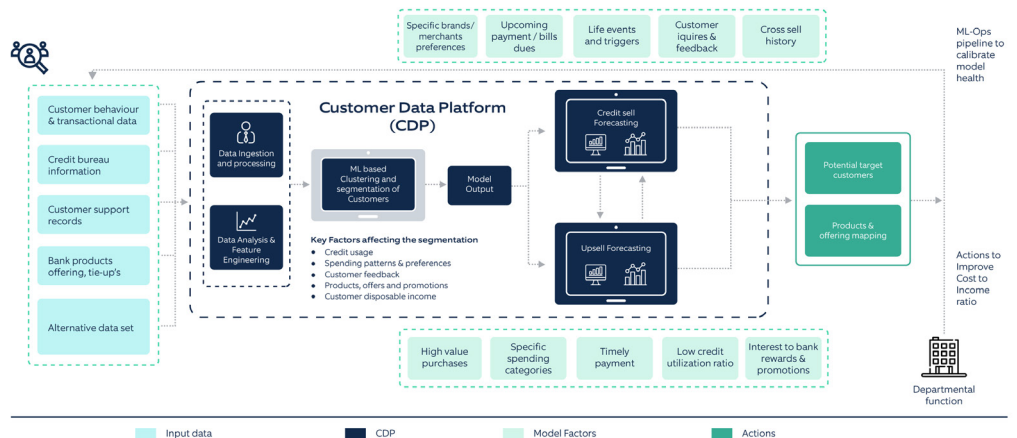 Specific brands/
merchants
preferences
Upcoming
payment / bills
dues
Life events
and triggers
Customer
iquires &
feedback
Cross sell
history
ML-Ops
pipeline to
calibrate
model
health
Customer behaviour
& transactional data
Credit bureau
information
Customer support
records
Bank products
offering, tie-up's
Alternative data set
Customer Data Platform
(CDP)
Data Ingestion
and processing
Data Analysis &
Feature
Engineering
ML based
Clustering and
segmentation of
Customers
Model
Output
Key Factors affecting the segmentation
• Credit usage
• Spending patterns & preferences
• Customer feedback
• Products, offers and promotions
• Customer disposable income
Credit sell
Forecasting
Upsell Forecasting
Potential target
customers
Products &
offering mapping
Actions to
Improve
Cost to
Income
ratio
Departmental
function
High value
purchases
Specific
spending
categories
Timely
payment
Low credit
utilization ratio
Interest to bank
rewards &
promotions
Input data
CDP
Model Factors
Actions